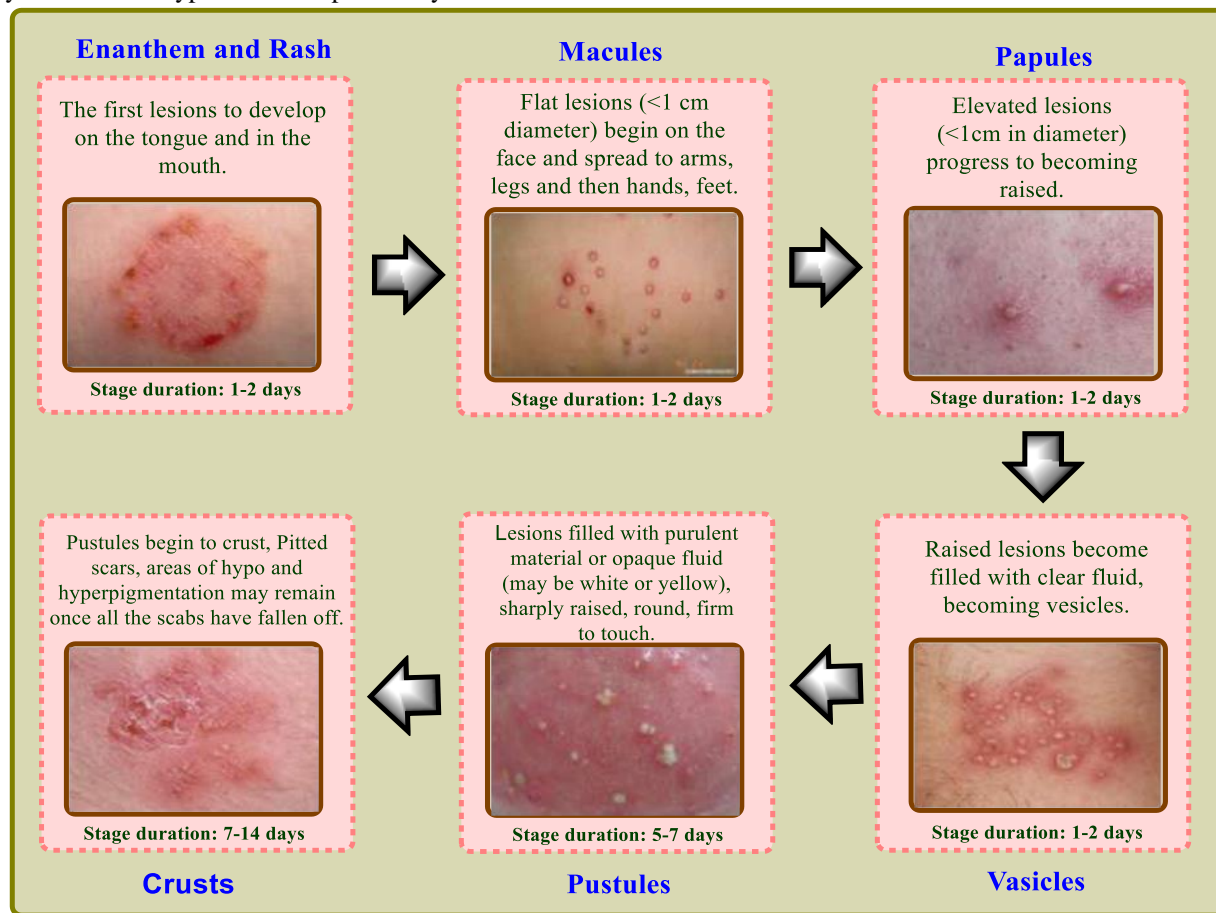 Enanthem and Rash
The first lesions to develop
on the tongue and in the
mouth.
Stage duration: 1-2 days
Macules
Flat lesions (<1 cm
diameter) begin on the
face and spread to arms,
legs and then hands, feet.
Stage duration: 1-2 days
Papules
Elevated lesions
(<1cm in diameter)
progress to becoming
raised.
Stage duration: 1-2 days
Raised lesions become
filled with clear fluid,
becoming vesicles.
Stage duration: 1-2 days
Vasicles
Lesions filled with purulent
material or opaque fluid
(may be white or yellow),
sharply raised, round, firm
to touch.
Stage duration: 5-7 days
Pustules
Pustules begin to crust, Pitted
scars, areas of hypo and
hyperpigmentation may remain
once all the scabs have fallen off.
Stage duration: 7-14 days
Crusts